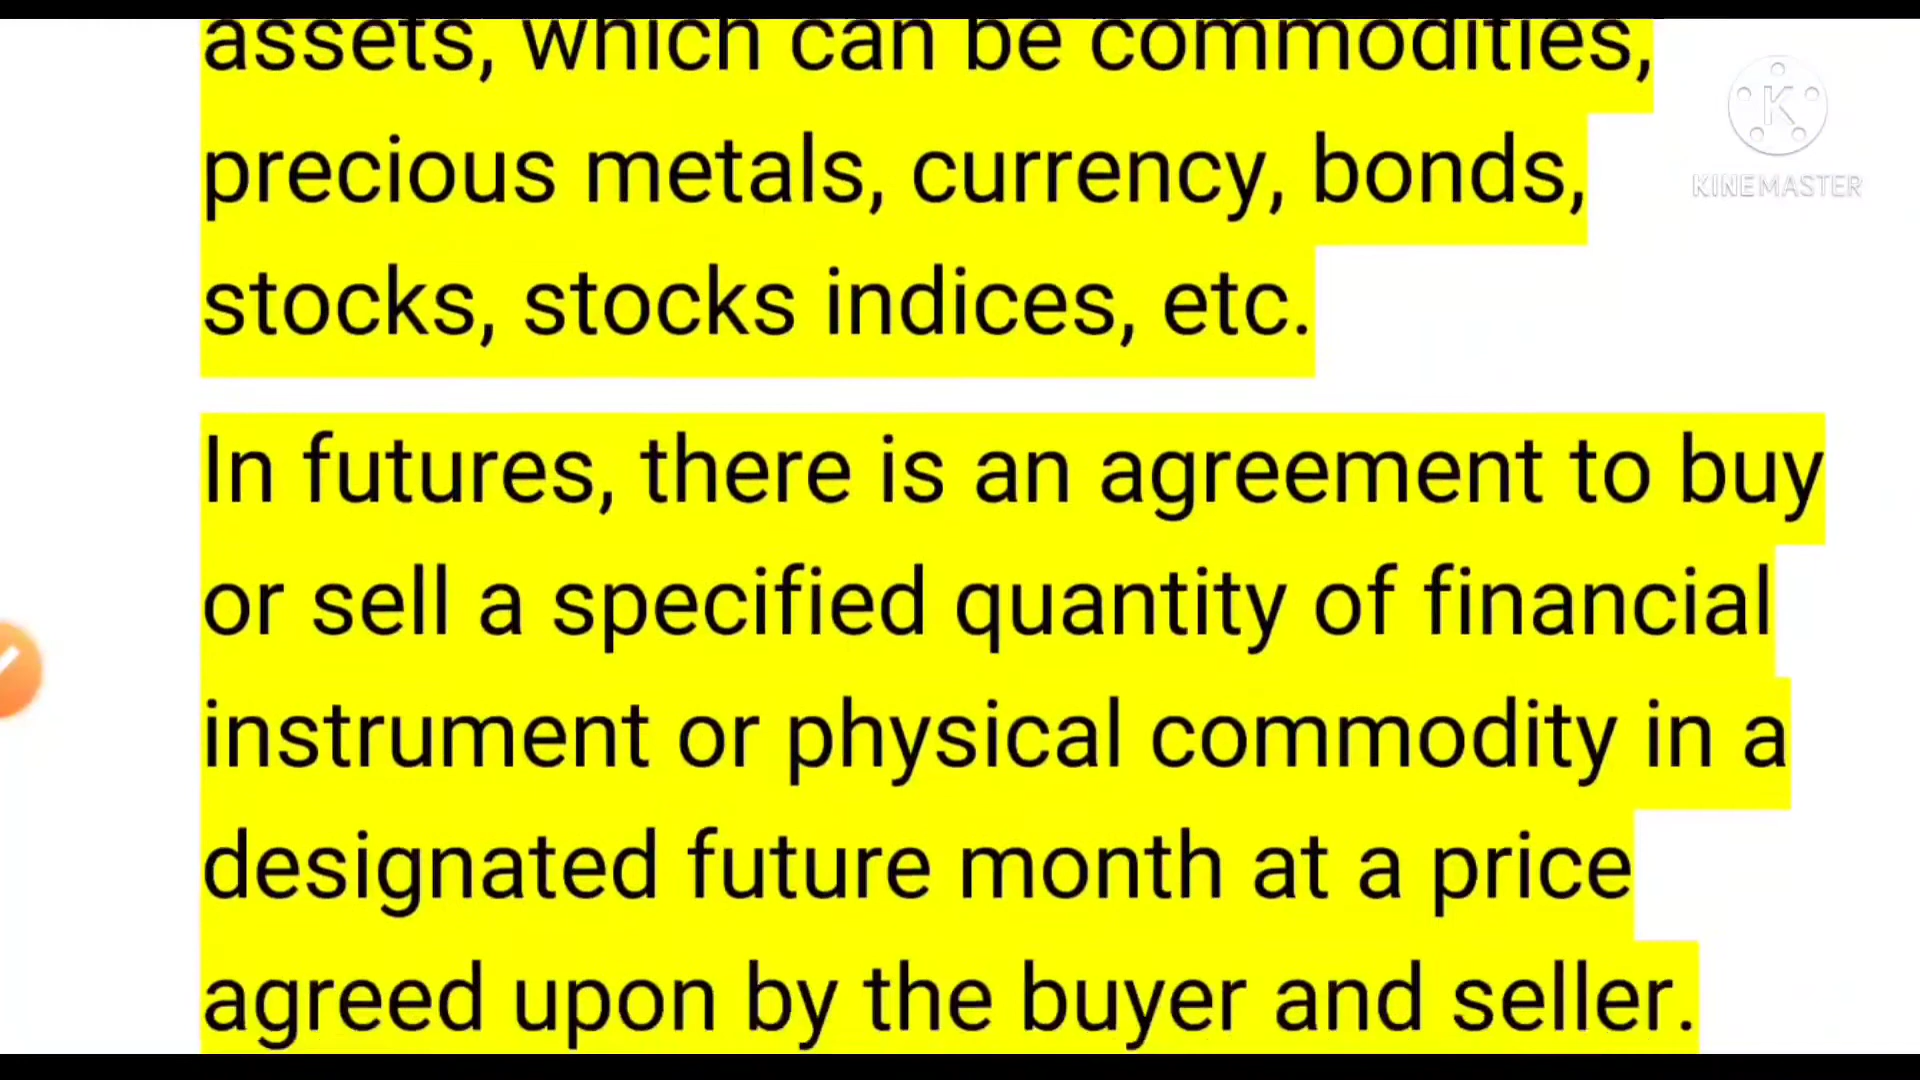 assets, which can be commodities,
precious metals, currency, bonds,
stocks, stocks indices, etc.
In futures, there is an agreement to buy
or sell a specified quantity of financial
instrument or physical commodity in a
designated future month at a price
agreed upon by the buyer and seller.
K
KINEMASTER